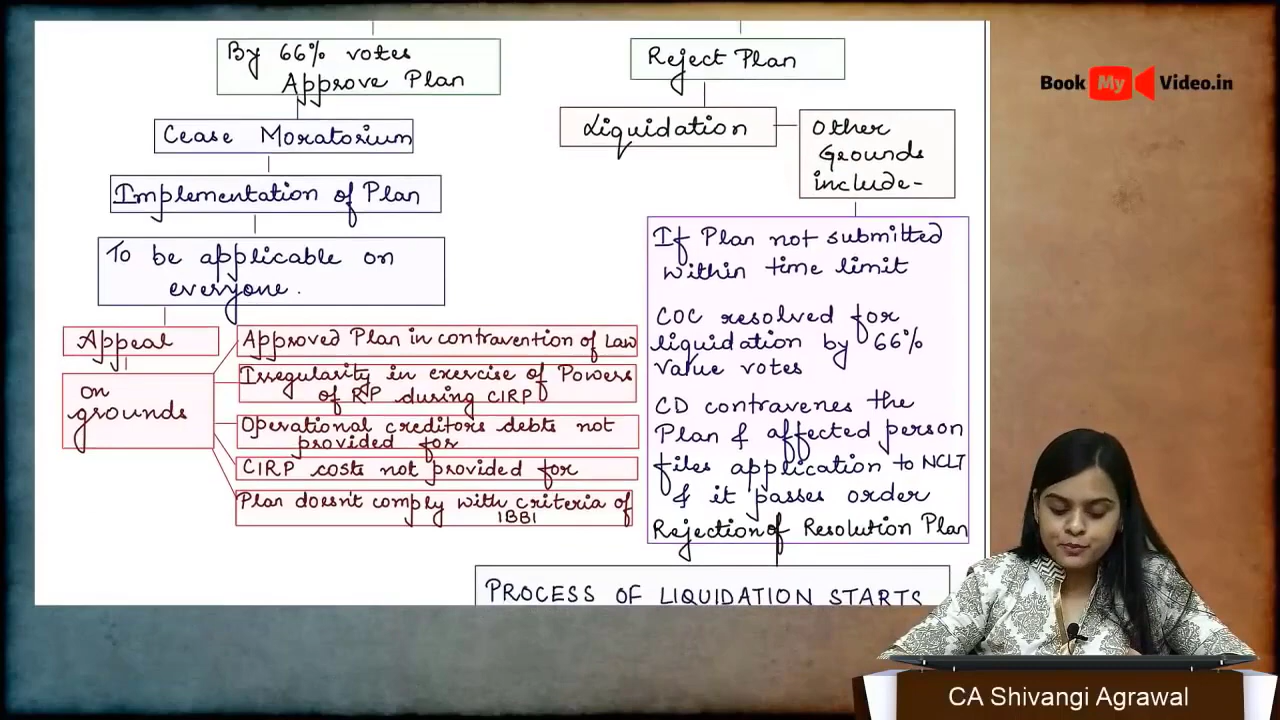 By 66% votes
Approve Plan
Cease Moratorium
Implementation of Plan
To be applicable on
everyone.
Appeal
on
grounds
Approved Plan in contravention of Law
Irregularity in exercise of Powers
of RP during CIRP
Operational creditors debts not
provided for
CIRP costs not provided for
Plan doesn't comply with criteria of
IBBI
Reject Plan
Liquidation
Other
Grounds
include-
If Plan not submitted
within time limit
COC resolved for
liquidation by 66%
value votes
CD contravenes the
Plan & affected person
files application to NCLT
& it passes order
Rejection of Resolution Plan
PROCESS OF LIQUIDATION STARTS
Book My Video.in
CA Shivangi Agrawal